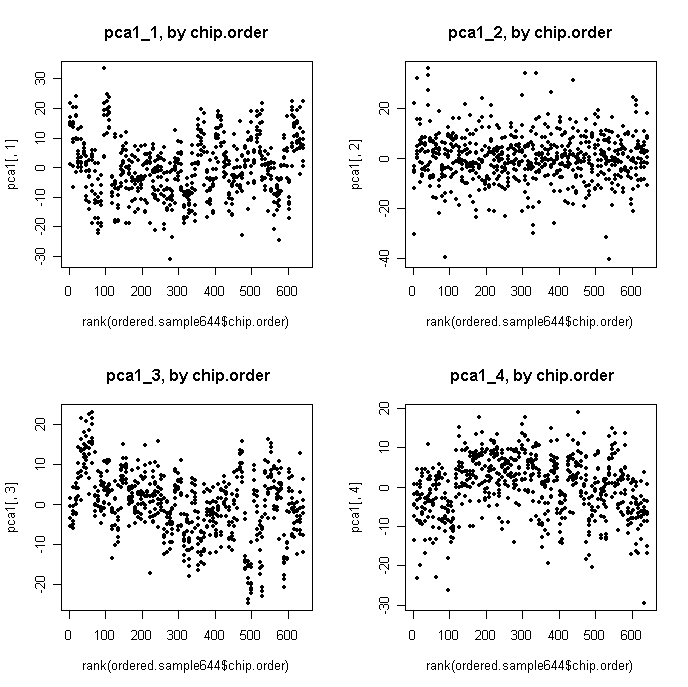 pca1_1, by chip.order
pca1[, 1]
30
20
10
0
-10
-20
-30
0 100 200 300 400 500 600
rank(ordered.sample644$chip.order)
pca1_2, by chip.order
pca1[, 2]
20
0
-20
-40
0 100 200 300 400 500 600
rank(ordered.sample644$chip.order)
pca1_3, by chip.order
pca1[, 3]
20
10
0
-10
-20
0 100 200 300 400 500 600
rank(ordered.sample644$chip.order)
pca1_4, by chip.order
pca1[, 4]
20
10
0
-10
-20
-30
0 100 200 300 400 500 600
rank(ordered.sample644$chip.order)